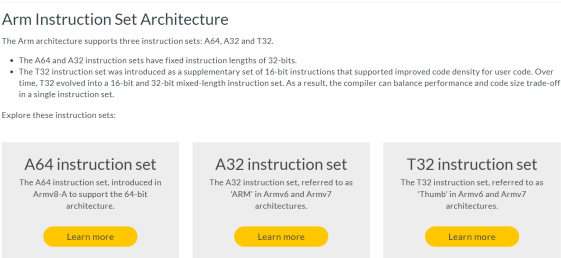 Arm Instruction Set Architecture
The Arm architecture supports three instruction sets: A64, A32 and T32.
• The A64 and A32 instruction sets have fixed instruction lengths of 32-bits.
• The T32 instruction set was introduced as a supplementary set of 16-bit instructions that supported improved code density for user code. Over
time, T32 evolved into a 16-bit and 32-bit mixed-length instruction set. As a result, the compiler can balance performance and code size trade-off
in a single instruction set.
Explore these instruction sets:
A64 instruction set
The A64 instruction set, introduced in
Armv8-A to support the 64-bit
architecture.
Learn more
A32 instruction set
The A32 instruction set, referred to as
'ARM' in Armv6 and Armv7
architectures.
Learn more
T32 instruction set
The T32 instruction set, referred to as
'Thumb' in Armv6 and Armv7
architectures.
Learn more